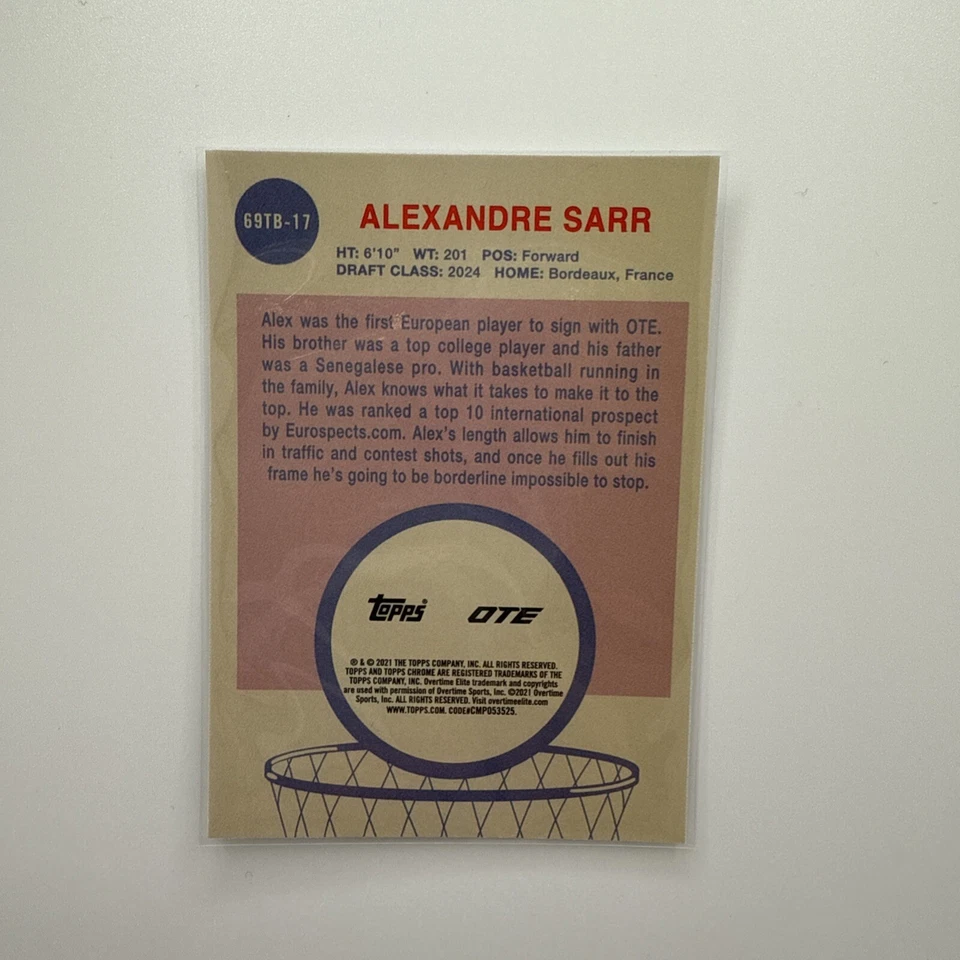 69TB-17
ALEXANDRE SARR
HT: 6'10" WT: 201 POS: Forward
DRAFT CLASS: 2024 HOME: Bordeaux, France
Alex was the first European player to sign with OTE.
His brother was a top college player and his father
was a Senegalese pro. With basketball running in
the family, Alex knows what it takes to make it to the
top. He was ranked a top 10 international prospect
by Eurospects.com. Alex's length allows him to finish
in traffic and contest shots, and once he fills out his
frame he's going to be borderline impossible to stop.
Topps® OTE
® & © 2021 THE TOPPS COMPANY, INC. ALL RIGHTS RESERVED.
TOPPS AND TOPPS CHROME ARE REGISTERED TRADEMARKS OF THE
TOPPS COMPANY, INC. Overtime Elite trademark and copyrights
are used with permission of Overtime Sports, Inc. ©2021 Overtime
Sports, Inc. ALL RIGHTS RESERVED. Visit overtimeelite.com
WWW.TOPPS.COM. CODE#CMP053525.